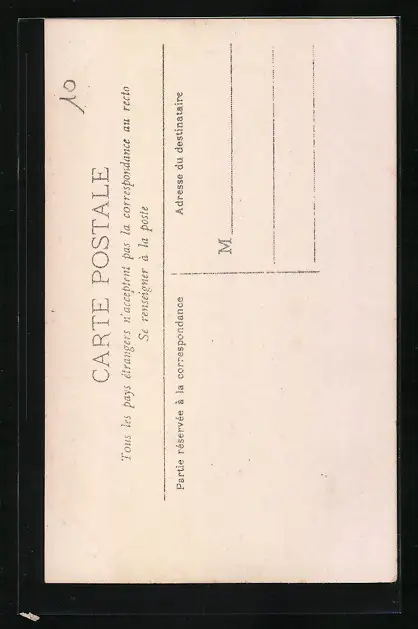 10
CARTE POSTALE
Tous les pays étrangers n'acceptent pas la correspondance au recto
Se renseigner à la poste
Partie réservée à la correspondance
Adresse du destinataire
M